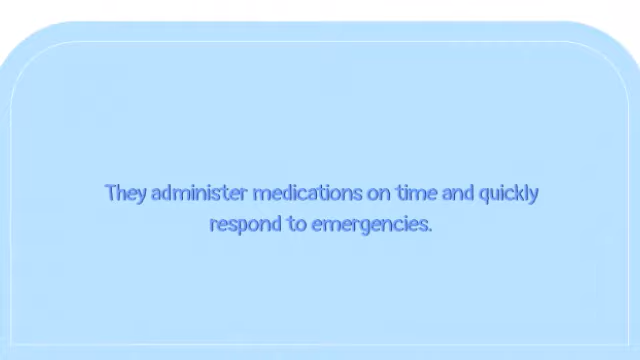 They administer medications on time and quickly
respond to emergencies.